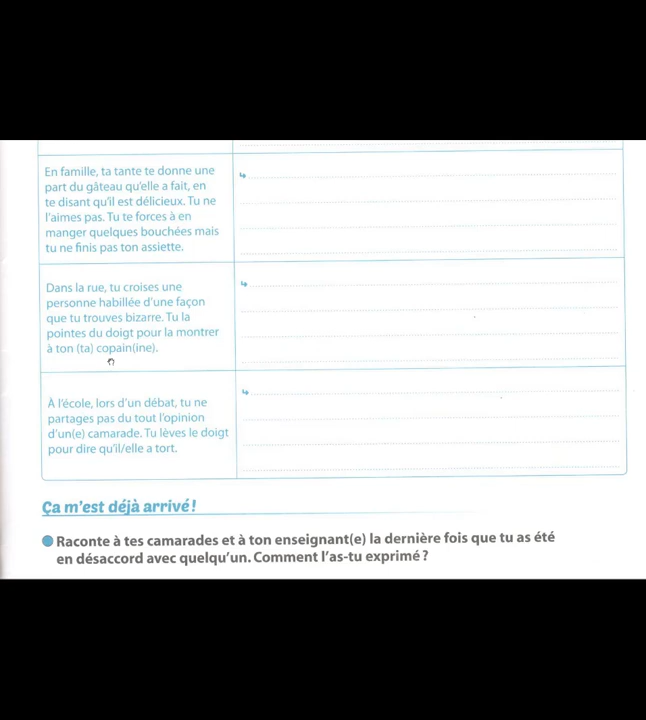 En famille, ta tante te donne une
part du gâteau qu'elle a fait, en
te disant qu'il est délicieux. Tu ne
l'aimes pas. Tu te forces à en
manger quelques bouchées mais
tu ne finis pas ton assiette.
Dans la rue, tu croises une
personne habillée d'une façon
que tu trouves bizarre. Tu la
pointes du doigt pour la montrer
à ton (ta) copain(ine).
À l'école, lors d'un débat, tu ne
partages pas du tout l'opinion
d'un(e) camarade. Tu lèves le doigt
pour dire qu'il/elle a tort.
Ça m'est déjà arrivé !
Raconte à tes camarades et à ton enseignant(e) la dernière fois que tu as été
en désaccord avec quelqu'un. Comment l'as-tu exprimé ?